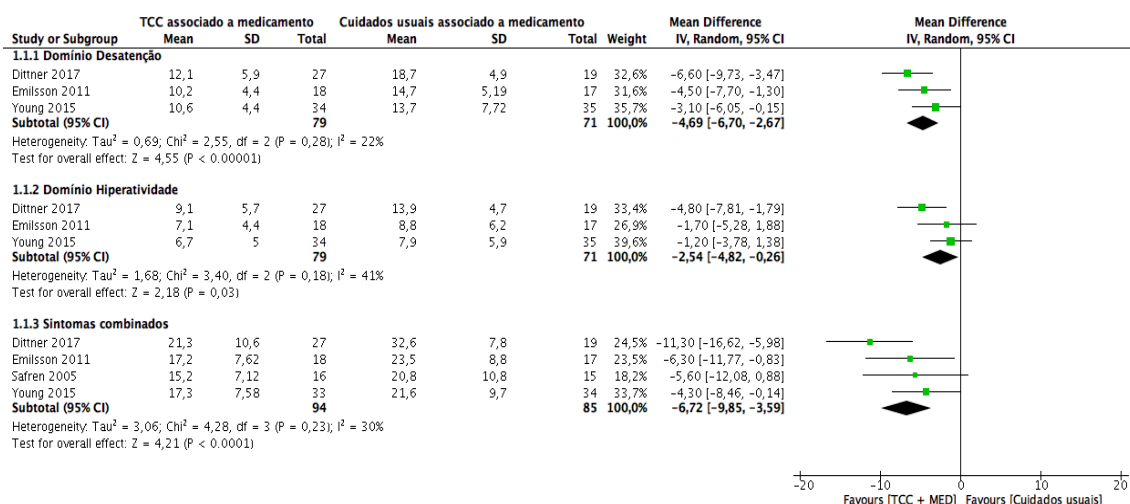 TCC associado a medicamento Cuidados usuais associado a medicamento Mean Difference Mean Difference
Study or Subgroup Mean SD Total Mean SD Total Weight IV, Random, 95% CI IV, Random, 95% CI
1.1.1 Domínio Desatenção
Dittner 2017 12,1 5,9 27 18,7 4,9 19 32,6% -6,60 [-9,73, -3,47]
Emilsson 2011 10,2 4,4 18 14,7 5,19 17 31,6% -4,50 [-7,70, -1,30]
Young 2015 10,6 4,4 34 13,7 7,72 35 35,7% -3,10 [-6,05, -0,15]
Subtotal (95% CI) 79 71 100,0% -4,69 [-6,70, -2,67]
Heterogeneity: Tau² = 0,69; Chi² = 2,55, df = 2 (P = 0,28); I² = 22%
Test for overall effect: Z = 4,55 (P < 0.00001)
1.1.2 Domínio Hiperatividade
Dittner 2017 9,1 5,7 27 13,9 4,7 19 33,4% -4,80 [-7,81, -1,79]
Emilsson 2011 7,1 4,4 18 8,8 6,2 17 26,9% -1,70 [-5,28, 1,88]
Young 2015 6,7 5 34 7,9 5,9 35 39,6% -1,20 [-3,78, 1,38]
Subtotal (95% CI) 79 71 100,0% -2,54 [-4,82, -0,26]
Heterogeneity: Tau² = 1,68; Chi² = 3,40, df = 2 (P = 0,18); I² = 41%
Test for overall effect: Z = 2,18 (P = 0,03)
1.1.3 Sintomas combinados
Dittner 2017 21,3 10,6 27 32,6 7,8 19 24,5% -11,30 [-16,62, -5,98]
Emilsson 2011 17,2 7,62 18 23,5 8,8 17 23,5% -6,30 [-11,77, -0,83]
Safren 2005 15,2 7,12 16 20,8 10,8 15 18,2% -5,60 [-12,08, 0,88]
Young 2015 17,3 7,58 33 21,6 9,7 34 33,7% -4,30 [-8,46, -0,14]
Subtotal (95% CI) 94 85 100,0% -6,72 [-9,85, -3,59]
Heterogeneity: Tau² = 3,06; Chi² = 4,28, df = 3 (P = 0,23); I² = 30%
Test for overall effect: Z = 4,21 (P < 0.0001)
-20 -10 0 10 20
Favours [TCC + MED] Favours [Cuidados usuais]